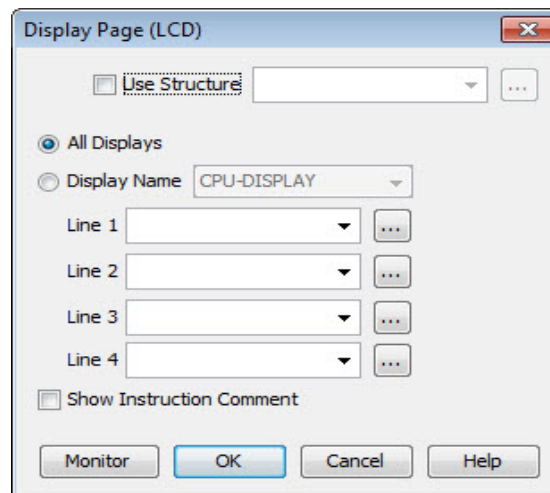 Display Page (LCD)
Use Structure
...
All Displays
Display Name CPU-DISPLAY
Line 1 ...
Line 2 ...
Line 3 ...
Line 4 ...
Show Instruction Comment
Monitor OK Cancel Help